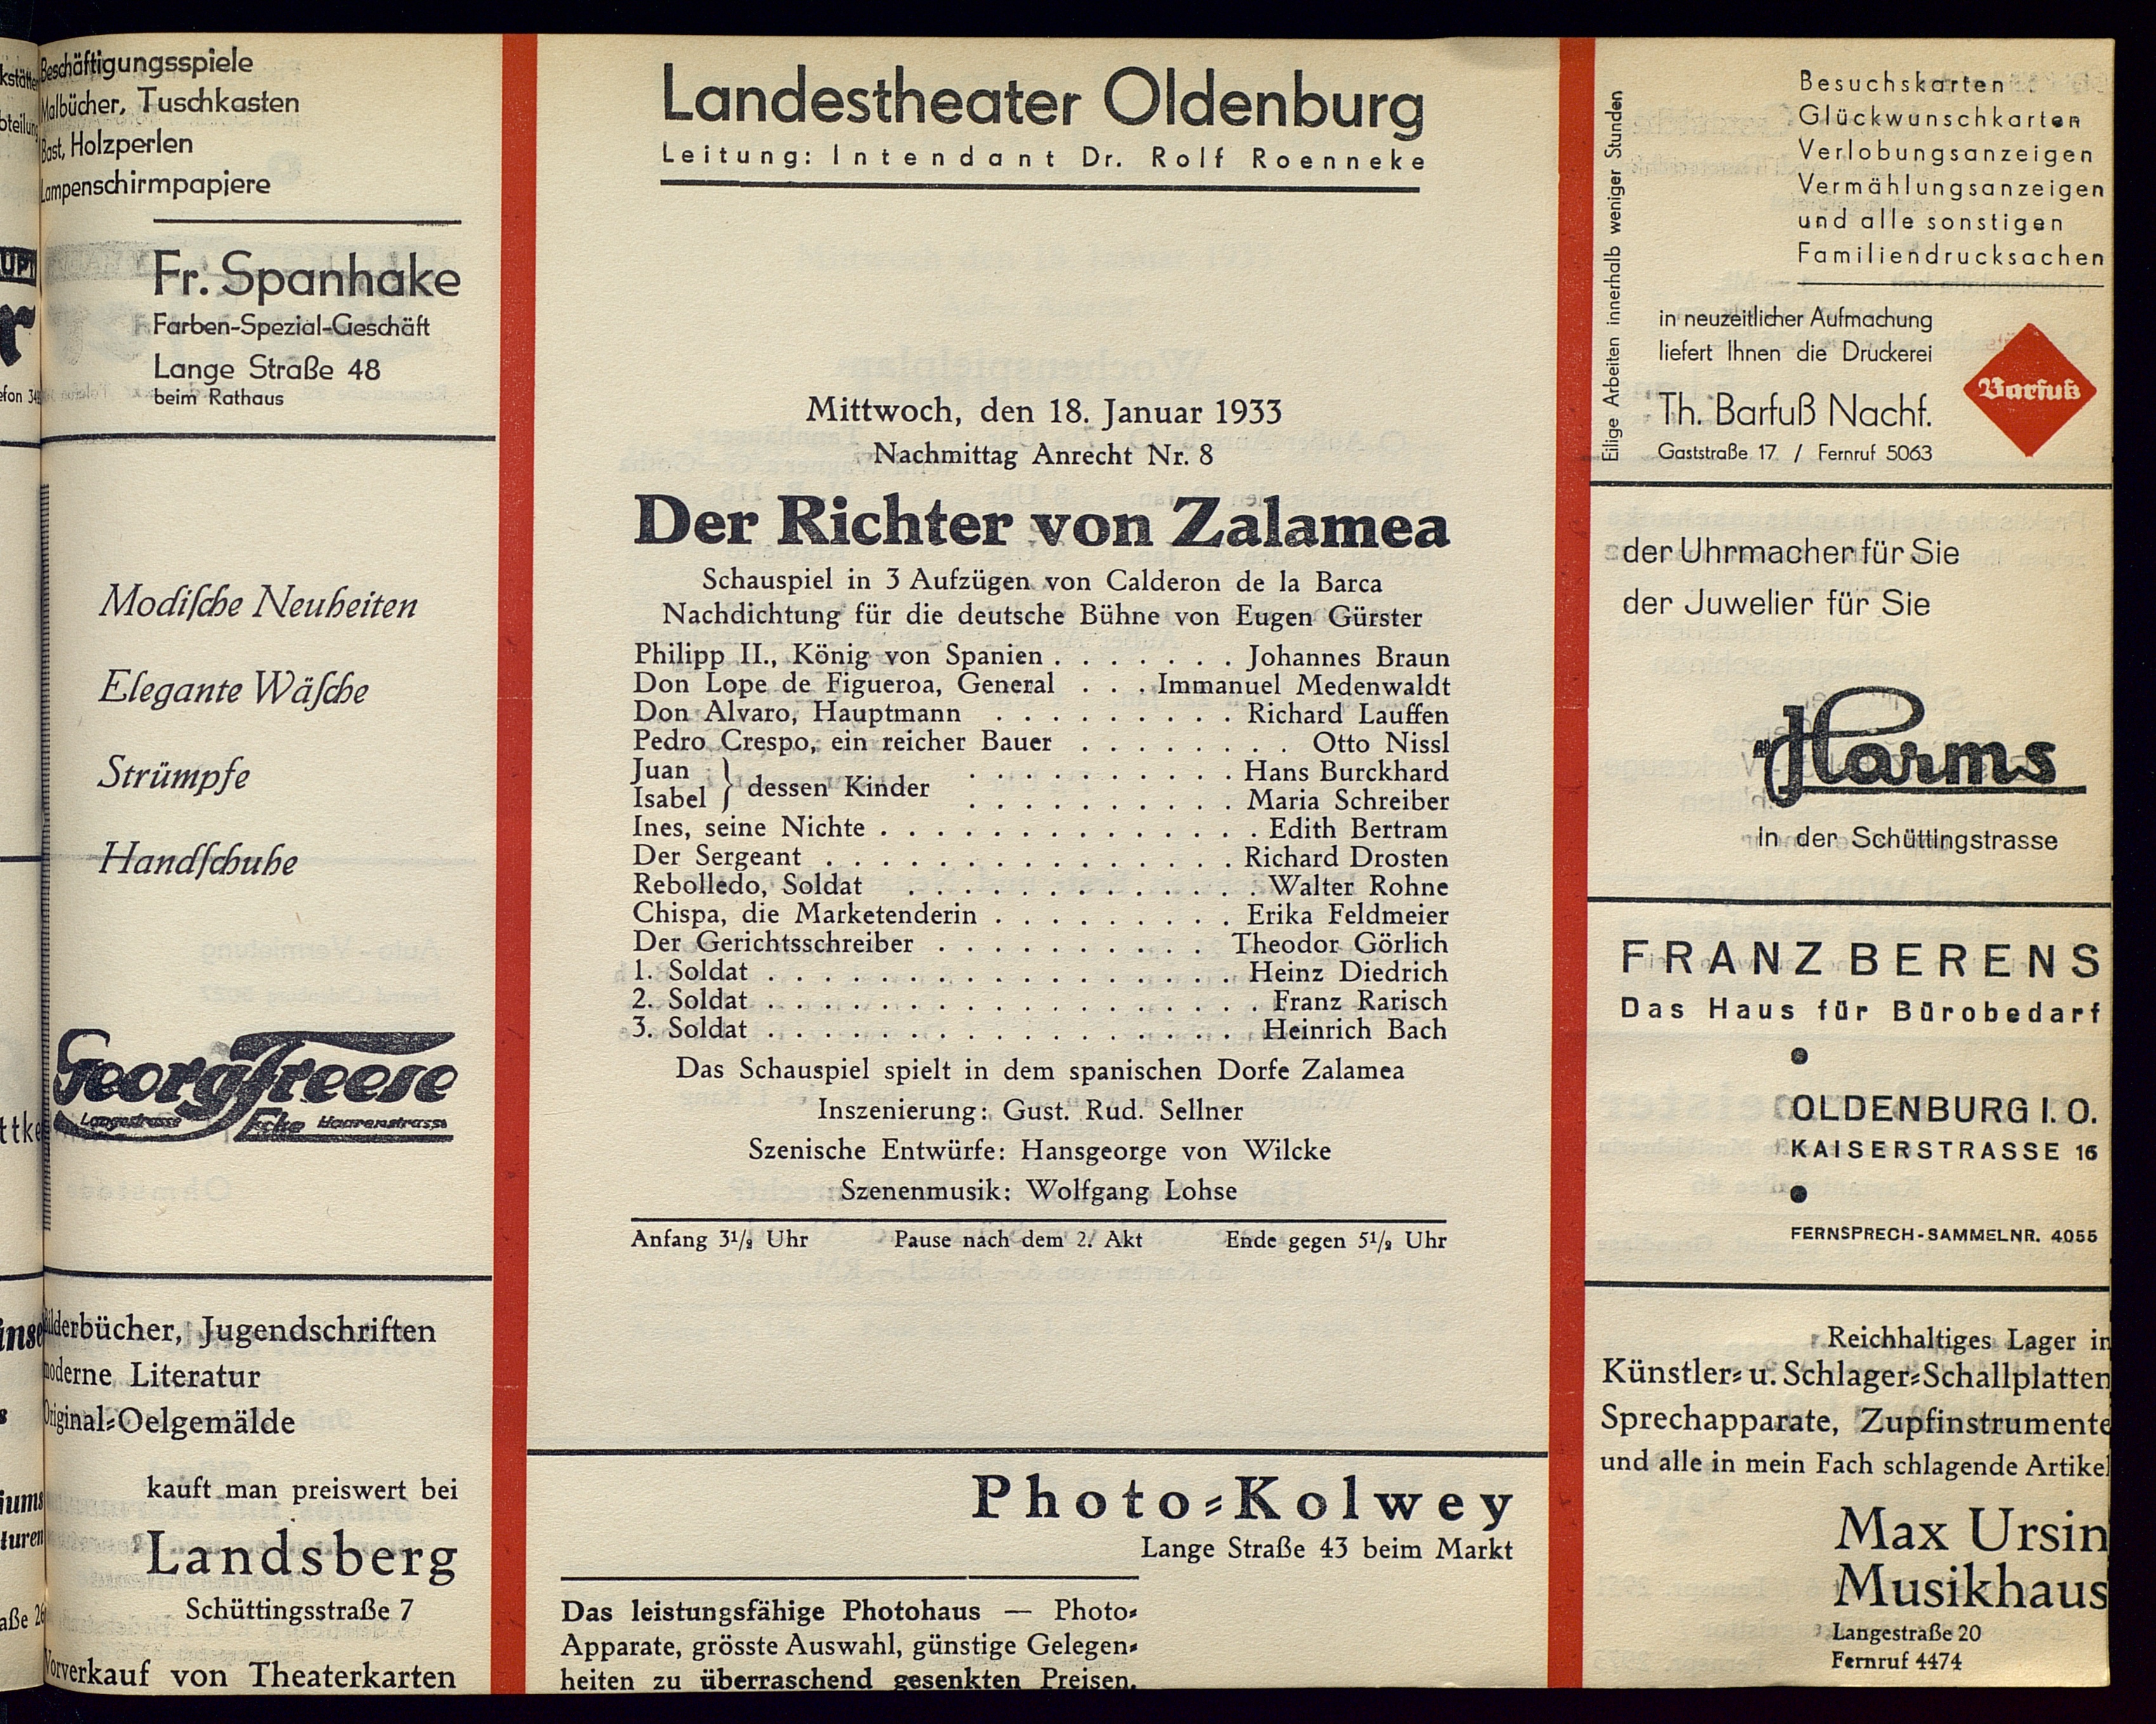 Beschäftigungsspiele
Malbücher, Tuschkasten
Bast, Holzperlen
Lampenschirmpapiere
Fr. Spanhake
Farben-Spezial-Geschäft
Lange Straße 48
beim Rathaus
Modische Neuheiten
Elegante Wäsche
Strümpfe
Handschuhe
Georg Freese
Langestrasse Ecke Haarenstrasse
Bilderbücher, Jugendschriften
moderne Literatur
Original-Oelgemälde
kauft man preiswert bei
Landsberg
Schüttingsstraße 7
Vorverkauf von Theaterkarten
Landestheater Oldenburg
Leitung: Intendant Dr. Rolf Roenneke
Mittwoch, den 18. Januar 1933
Nachmittag Anrecht Nr. 8
Der Richter von Zalamea
Schauspiel in 3 Aufzügen von Calderon de la Barca
Nachdichtung für die deutsche Bühne von Eugen Gürster
Philipp II., König von Spanien . . . . . . . Johannes Braun
Don Lope de Figueroa, General . . . Immanuel Medenwaldt
Don Alvaro, Hauptmann . . . . . . . . . Richard Lauffen
Pedro Crespo, ein reicher Bauer . . . . . . . . Otto Nissl
Juan } dessen Kinder . . . . . . . . . . Hans Burckhard
Isabel } . . . . . . . . . . Maria Schreiber
Ines, seine Nichte . . . . . . . . . . . . . . Edith Bertram
Der Sergeant . . . . . . . . . . . . . . . Richard Drosten
Rebolledo, Soldat . . . . . . . . . . . . . Walter Rohne
Chispa, die Marketenderin . . . . . . . . . Erika Feldmeier
Der Gerichtsschreiber . . . . . . . . . . Theodor Görlich
1. Soldat . . . . . . . . . . . . . . . . . Heinz Diedrich
2. Soldat . . . . . . . . . . . . . . . . . . Franz Rarisch
3. Soldat . . . . . . . . . . . . . . . . . Heinrich Bach
Das Schauspiel spielt in dem spanischen Dorfe Zalamea
Inszenierung: Gust. Rud. Sellner
Szenische Entwürfe: Hansgeorge von Wilcke
Szenenmusik: Wolfgang Lohse
Anfang 3½ Uhr Pause nach dem 2. Akt Ende gegen 5½ Uhr
Photo-Kolwey
Lange Straße 43 beim Markt
Das leistungsfähige Photohaus — Photo-
Apparate, grösste Auswahl, günstige Gelegen-
heiten zu überraschend gesenkten Preisen.
Eilige Arbeiten innerhalb weniger Stunden
Besuchskarten
Glückwunschkarten
Verlobungsanzeigen
Vermählungsanzeigen
und alle sonstigen
Familiendrucksachen
in neuzeitlicher Aufmachung
liefert Ihnen die Druckerei
Th. Barfuß Nachf.
Gaststraße 17 / Fernruf 5063
Barfuß
der Uhrmacher für Sie
der Juwelier für Sie
Harms
in der Schüttingstrasse
FRANZ BERENS
Das Haus für Bürobedarf
OLDENBURG I. O.
KAISERSTRASSE 16
FERNSPRECH-SAMMELNR. 4055
Reichhaltiges Lager in
Künstler- u. Schlager-Schallplatten
Sprechapparate, Zupfinstrumente
und alle in mein Fach schlagende Artikel
Max Ursin
Musikhaus
Langestraße 20
Fernruf 4474